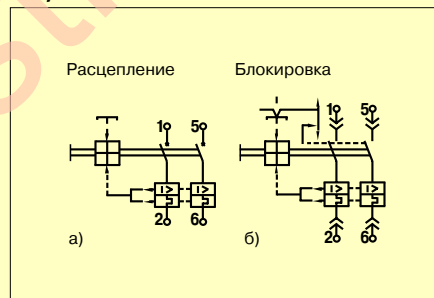 Расцепление Блокировка
1 5 1 5
I> I> I> I>
2 6 2 6
а) б)